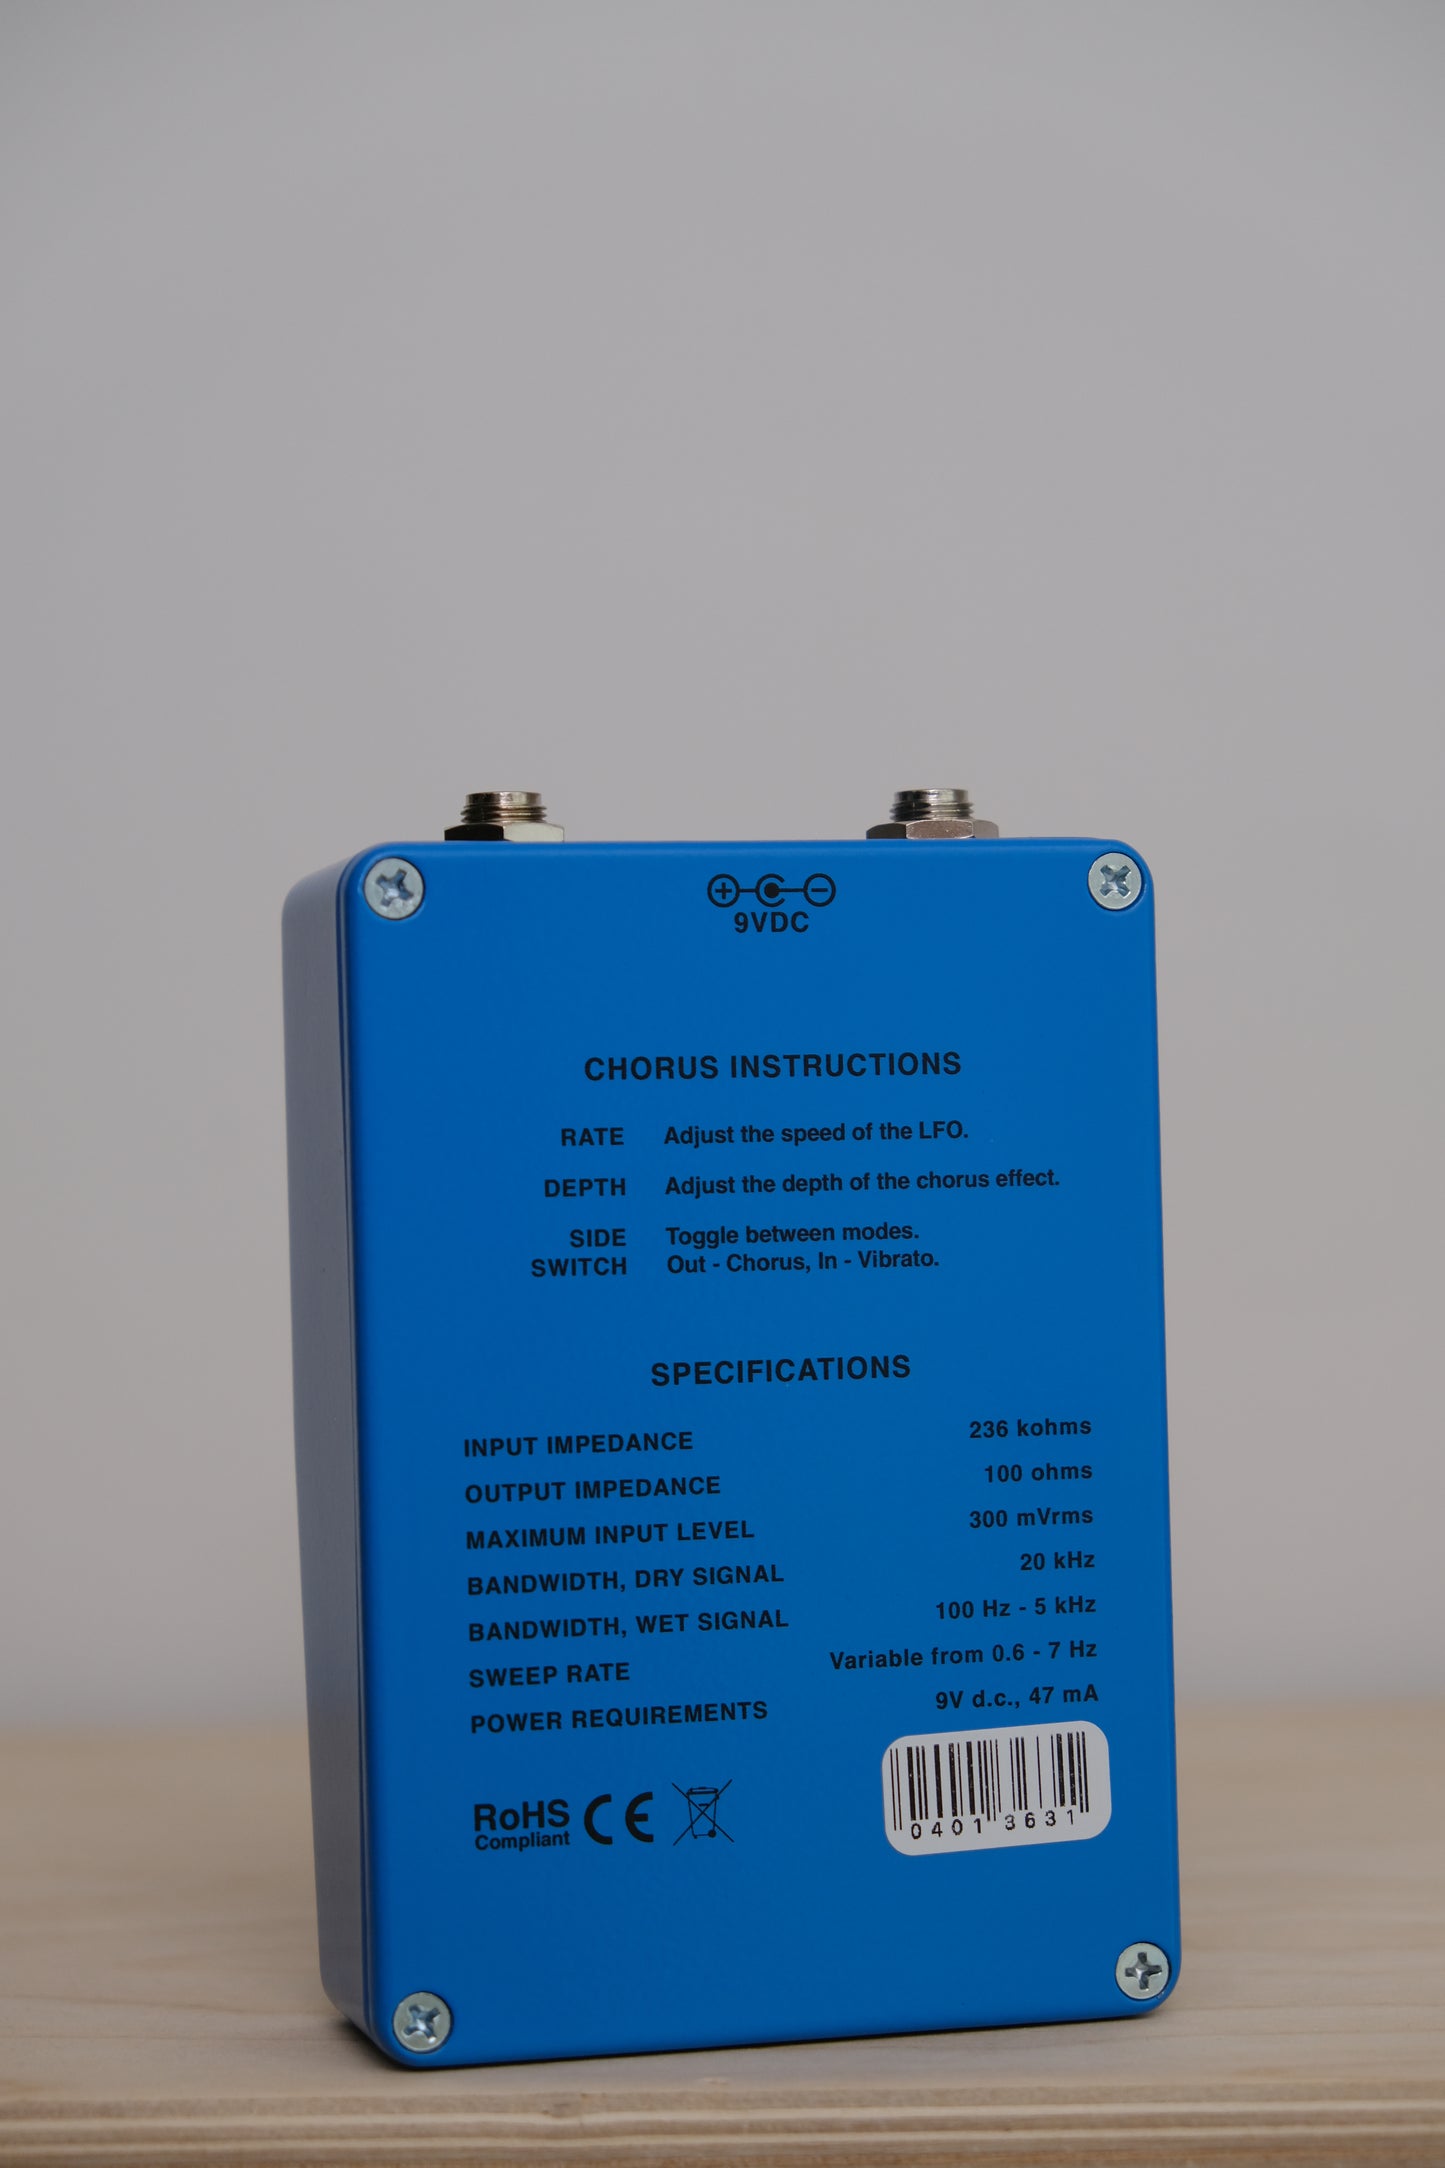 9VDC
CHORUS INSTRUCTIONS
RATE Adjust the speed of the LFO.
DEPTH Adjust the depth of the chorus effect.
SIDE Toggle between modes.
SWITCH Out - Chorus, In - Vibrato.
SPECIFICATIONS
INPUT IMPEDANCE 236 kohms
OUTPUT IMPEDANCE 100 ohms
MAXIMUM INPUT LEVEL 300 mVrms
BANDWIDTH, DRY SIGNAL 20 kHz
BANDWIDTH, WET SIGNAL 100 Hz - 5 kHz
SWEEP RATE Variable from 0.6 - 7 Hz
POWER REQUIREMENTS 9V d.c., 47 mA
RoHS CE
Compliant
04013631